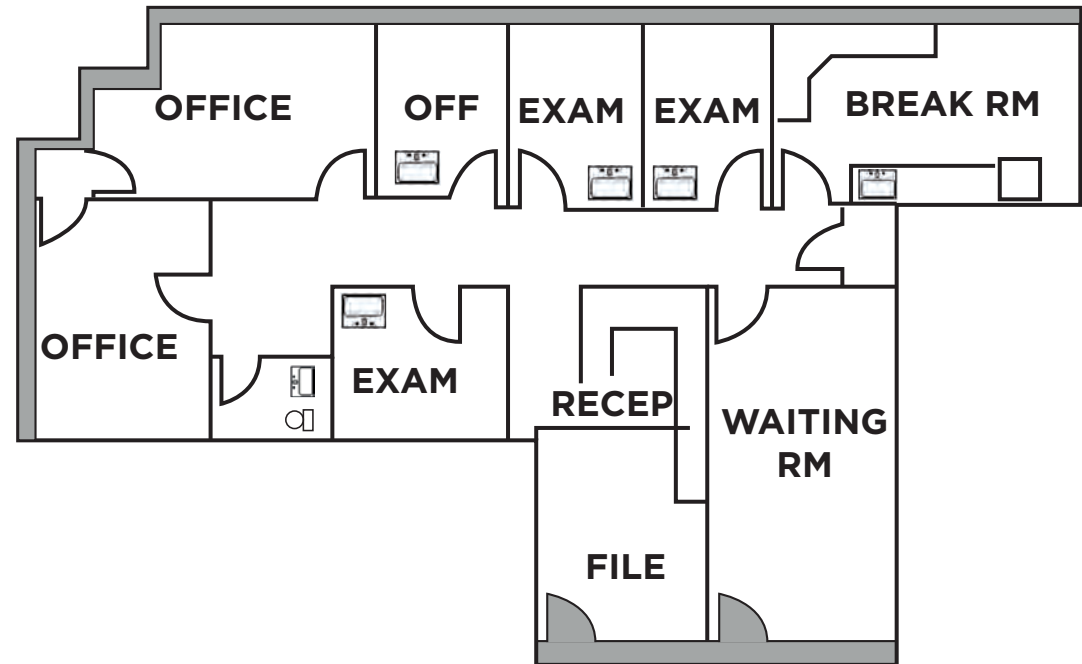 OFFICE
OFF
EXAM
EXAM
BREAK RM
OFFICE
EXAM
RECEP
WAITING
RM
FILE